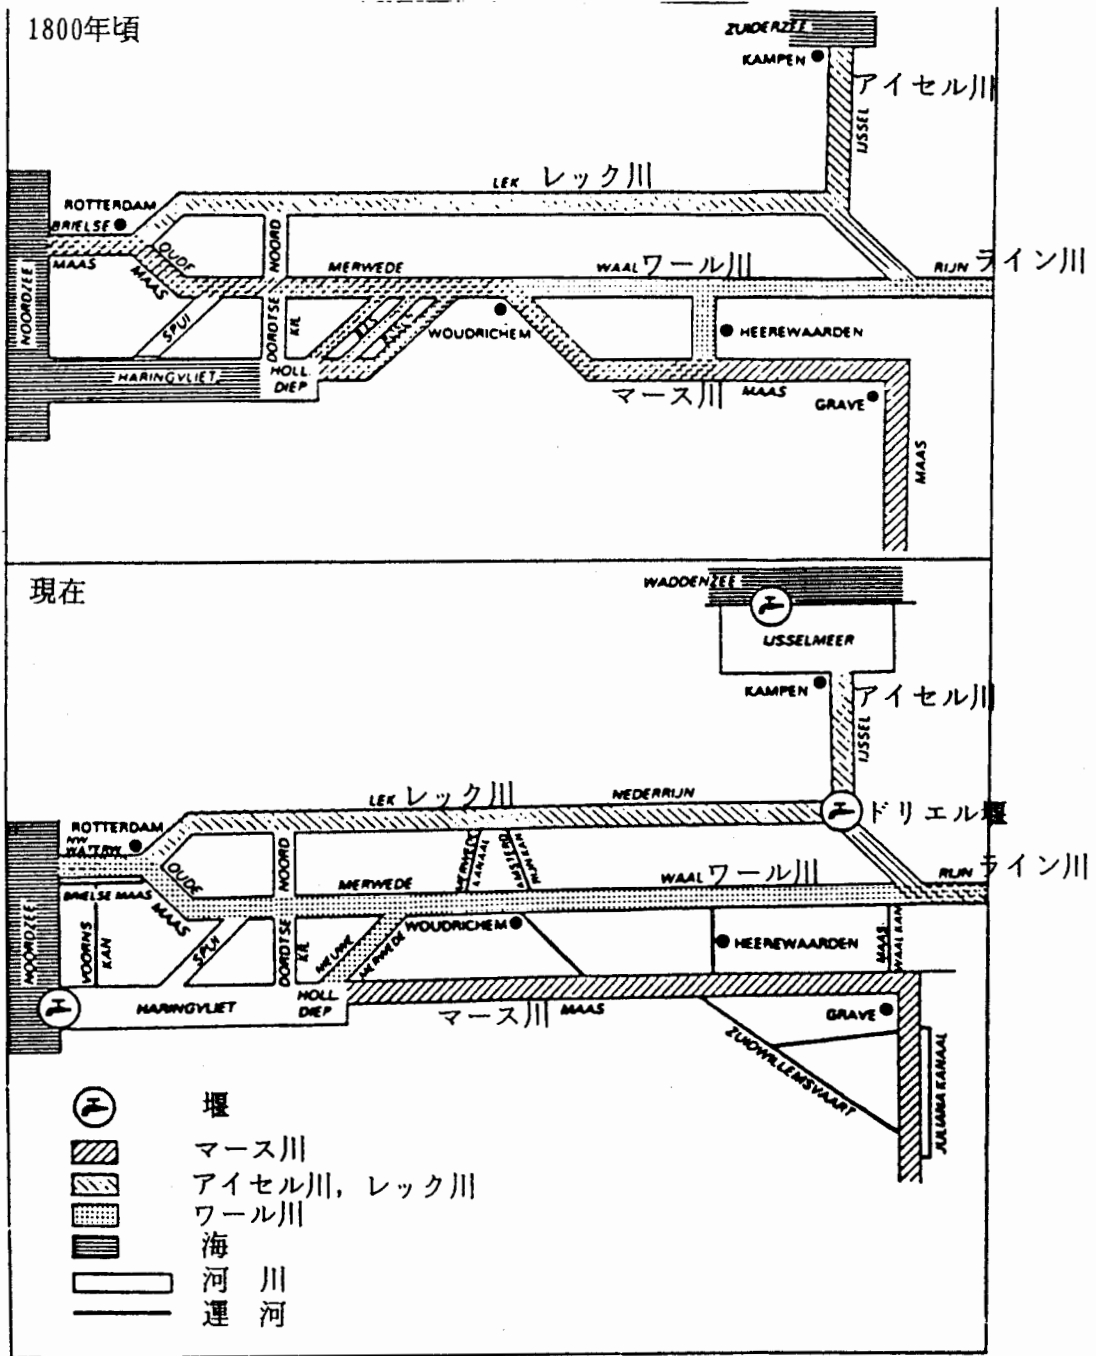 1800年頃
ZUIDERZEE
KAMPEN
アイセル川
IJSSEL
LEK レック川
ROTTERDAM
BRIELSE
MAAS
OUDE
MAAS
NOORD
MERWEDE
WAAL ワール川
RIJN ライン川
NOORDZEE
SPUI
DORDTSE
KIL
WOUDRICHEM
HEEREWAARDEN
HARINGVLIET
HOLL.
DIEP
マース川 MAAS
GRAVE
MAAS
現在
WADDENZEE
IJSSELMEER
KAMPEN
アイセル川
IJSSEL
LEK レック川
NEDERRIJN
ドリエル堰
ROTTERDAM
NW
WATERW.
OUDE
MAAS
NOORD
MERWEDE
KANAAL
AMSTERD.
RIJN KAN
MERWEDE
WAAL ワール川
RIJN ライン川
BRIELSE MAAS
NOORDZEE
VOORNS
KAN
SPUI
DORDTSE
KIL
NIEUWE
MERWEDE
WOUDRICHEM
HEEREWAARDEN
MAAS
WAAL KAN
HARINGVLIET
HOLL.
DIEP
マース川 MAAS
GRAVE
ZUIDWILLEMSVAART
JULIANA KANAAL
堰
マース川
アイセル川, レック川
ワール川
海
河川
運河